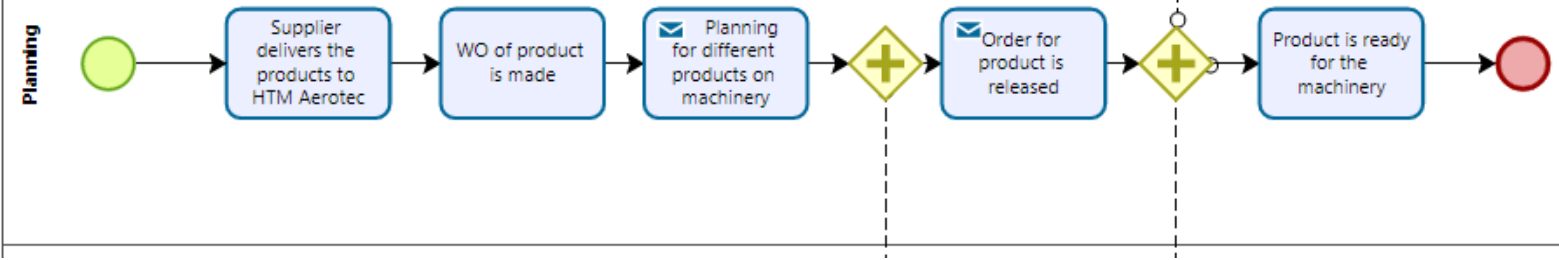 Planning
Supplier
delivers the
products to
HTM Aerotec
WO of product
is made
Planning
for different
products on
machinery
Order for
product is
released
Product is ready
for the
machinery